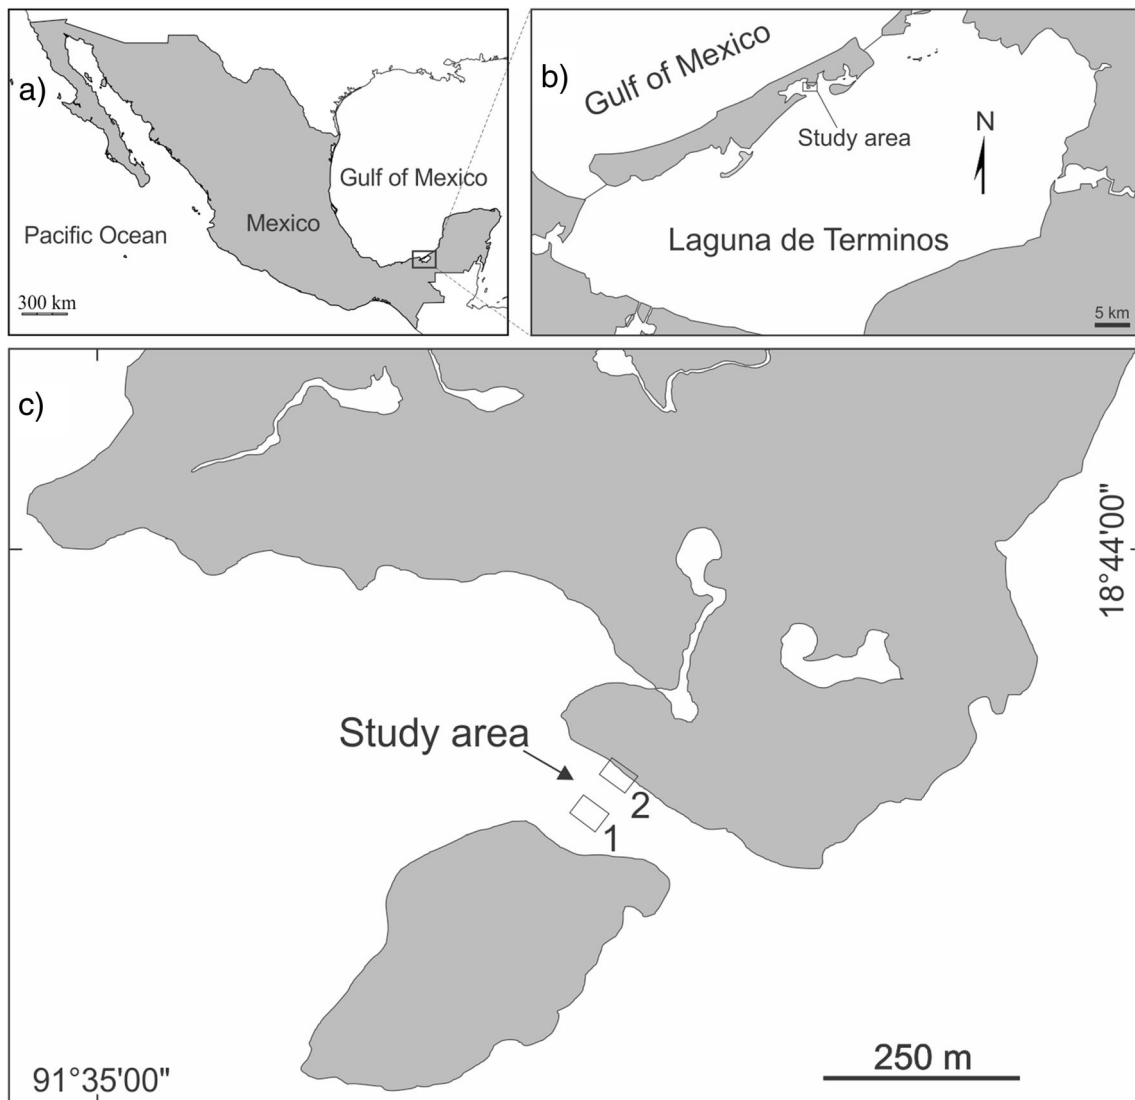 a)
Gulf of Mexico
Mexico
Pacific Ocean
300 km
b)
Gulf of Mexico
Study area
N
Laguna de Terminos
5 km
c)
18°44'00"
Study area
2
1
250 m
91°35'00"